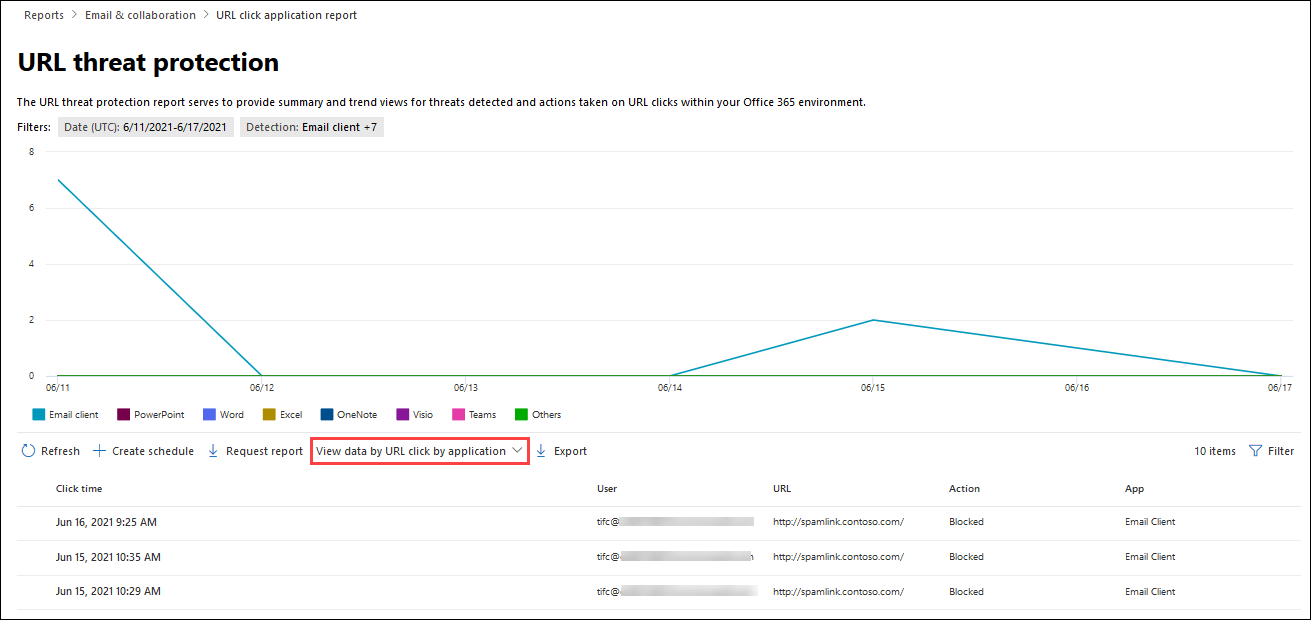 Reports > Email & collaboration > URL click application report
URL threat protection
The URL threat protection report serves to provide summary and trend views for threats detected and actions taken on URL clicks within your Office 365 environment.
Filters: Date (UTC): 6/11/2021-6/17/2021 Detection: Email client +7
8
6
4
2
0
06/11 06/12 06/13 06/14 06/15 06/16 06/17
Email client PowerPoint Word Excel OneNote Visio Teams Others
Refresh Create schedule Request report View data by URL click by application Export 10 items Filter
Click time User URL Action App
Jun 16, 2021 9:25 AM tifc@ http://spamlink.contoso.com/ Blocked Email Client
Jun 15, 2021 10:35 AM tifc@ http://spamlink.contoso.com/ Blocked Email Client
Jun 15, 2021 10:29 AM tifc@ http://spamlink.contoso.com/ Blocked Email Client